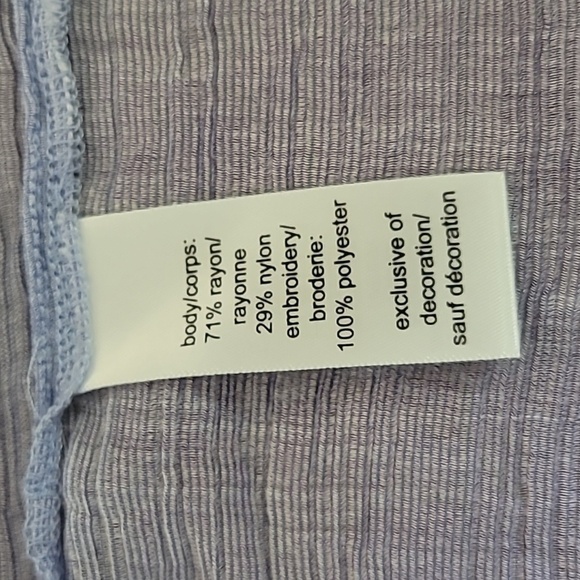 body/corps:
71% rayon/
rayonne
29% nylon
embroidery/
broderie:
100% polyester
exclusive of
decoration/
sauf décoration